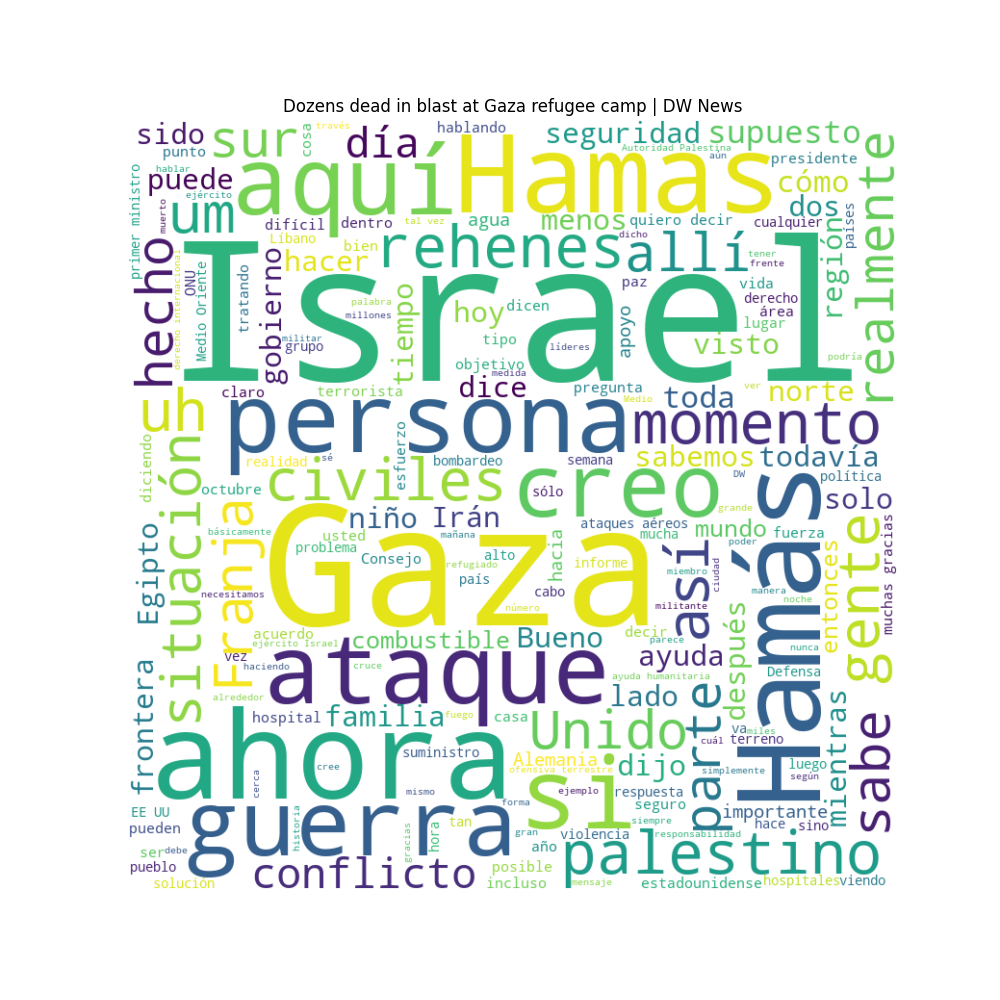 Dozens dead in blast at Gaza refugee camp | DW News
sido
sur
cosa
través
día
hablando
Hamas
seguridad
Autoridad Palestina
supuesto
punto
hablar
puede
ejército
aquí
aún
presidente
cómo
realmente
primer ministro
muerto
um
difícil
dentro
tal vez
agua
menos
quiero decir
dos
cualquier
países
región
hecho
derecho internacional
ONU
Medio Oriente
tratando
Líbano
bien
hacer
rehenes
dicho
allí
tener
frente
Israel
gobierno
palabra
millones
militar
grupo
tiempo
hoy
dicen
tipo
líderes
paz
apoyo
vida
derecho
área
lugar
visto
podría
objetivo
medida
claro
terrorista
dice
pregunta
Medio
toda
ver
norte
uh
persona
momento
diciendo
situación
realidad
sé
esfuerzo
bombardeo
semana
sabemos
todavía
octubre
civiles
creo
sólo
DW
política
solo
Egipto
básicamente
Franja
niño
Irán
usted
problema
mañana
Consejo
alto
refugiado
país
hacia
ataques aéreos
mucha
informe
mundo
grande
fuerza
Hamás
gente
muchas gracias
necesitamos
Gaza
cabo
número
miembro
militante
así
poder
ciudad
manera
noche
entonces
acuerdo
ejército Israel
vez
haciendo
combustible
cruce
Bueno
decir
parece
ayuda
después
nunca
Defensa
frontera
alrededor
ataque
ayuda humanitaria
lado
parte
mientras
sabe
hospital
familia
fuego
casa
Unido
va
miles
cuál
terreno
ahora
suministro
cree
cerca
mismo
Alemania
ofensiva terrestre
dijo
simplemente
luego
según
EE UU
pueden
guerra
historia
forma
si
ejemplo
respuesta
seguro
siempre
importante
hace
sino
ser
debe
pueblo
solución
conflicto
gracias
hora
tan
gran
año
violencia
responsabilidad
posible
incluso
mensaje
palestino
estadounidense
hospitales
viendo